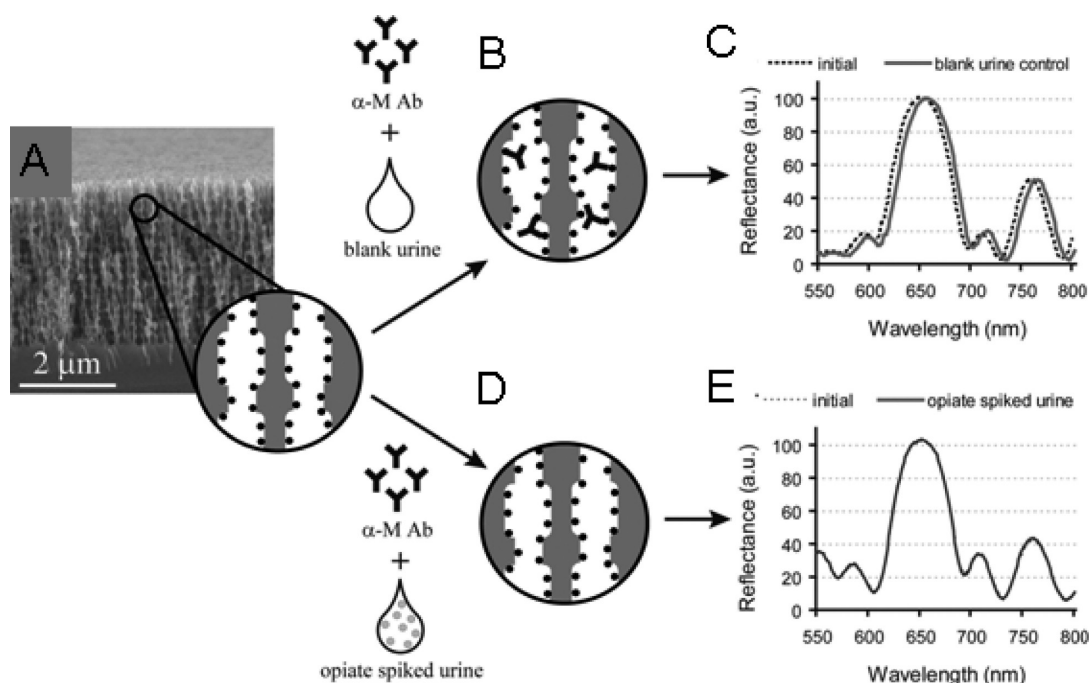 A
2 µm
α-M Ab
+
blank urine
B
C
initial blank urine control
Reflectance (a.u.)
100
80
60
40
20
0
550 600 650 700 750 800
Wavelength (nm)
α-M Ab
+
opiate spiked urine
D
E
initial opiate spiked urine
Reflectance (a.u.)
100
80
60
40
20
0
550 600 650 700 750 800
Wavelength (nm)